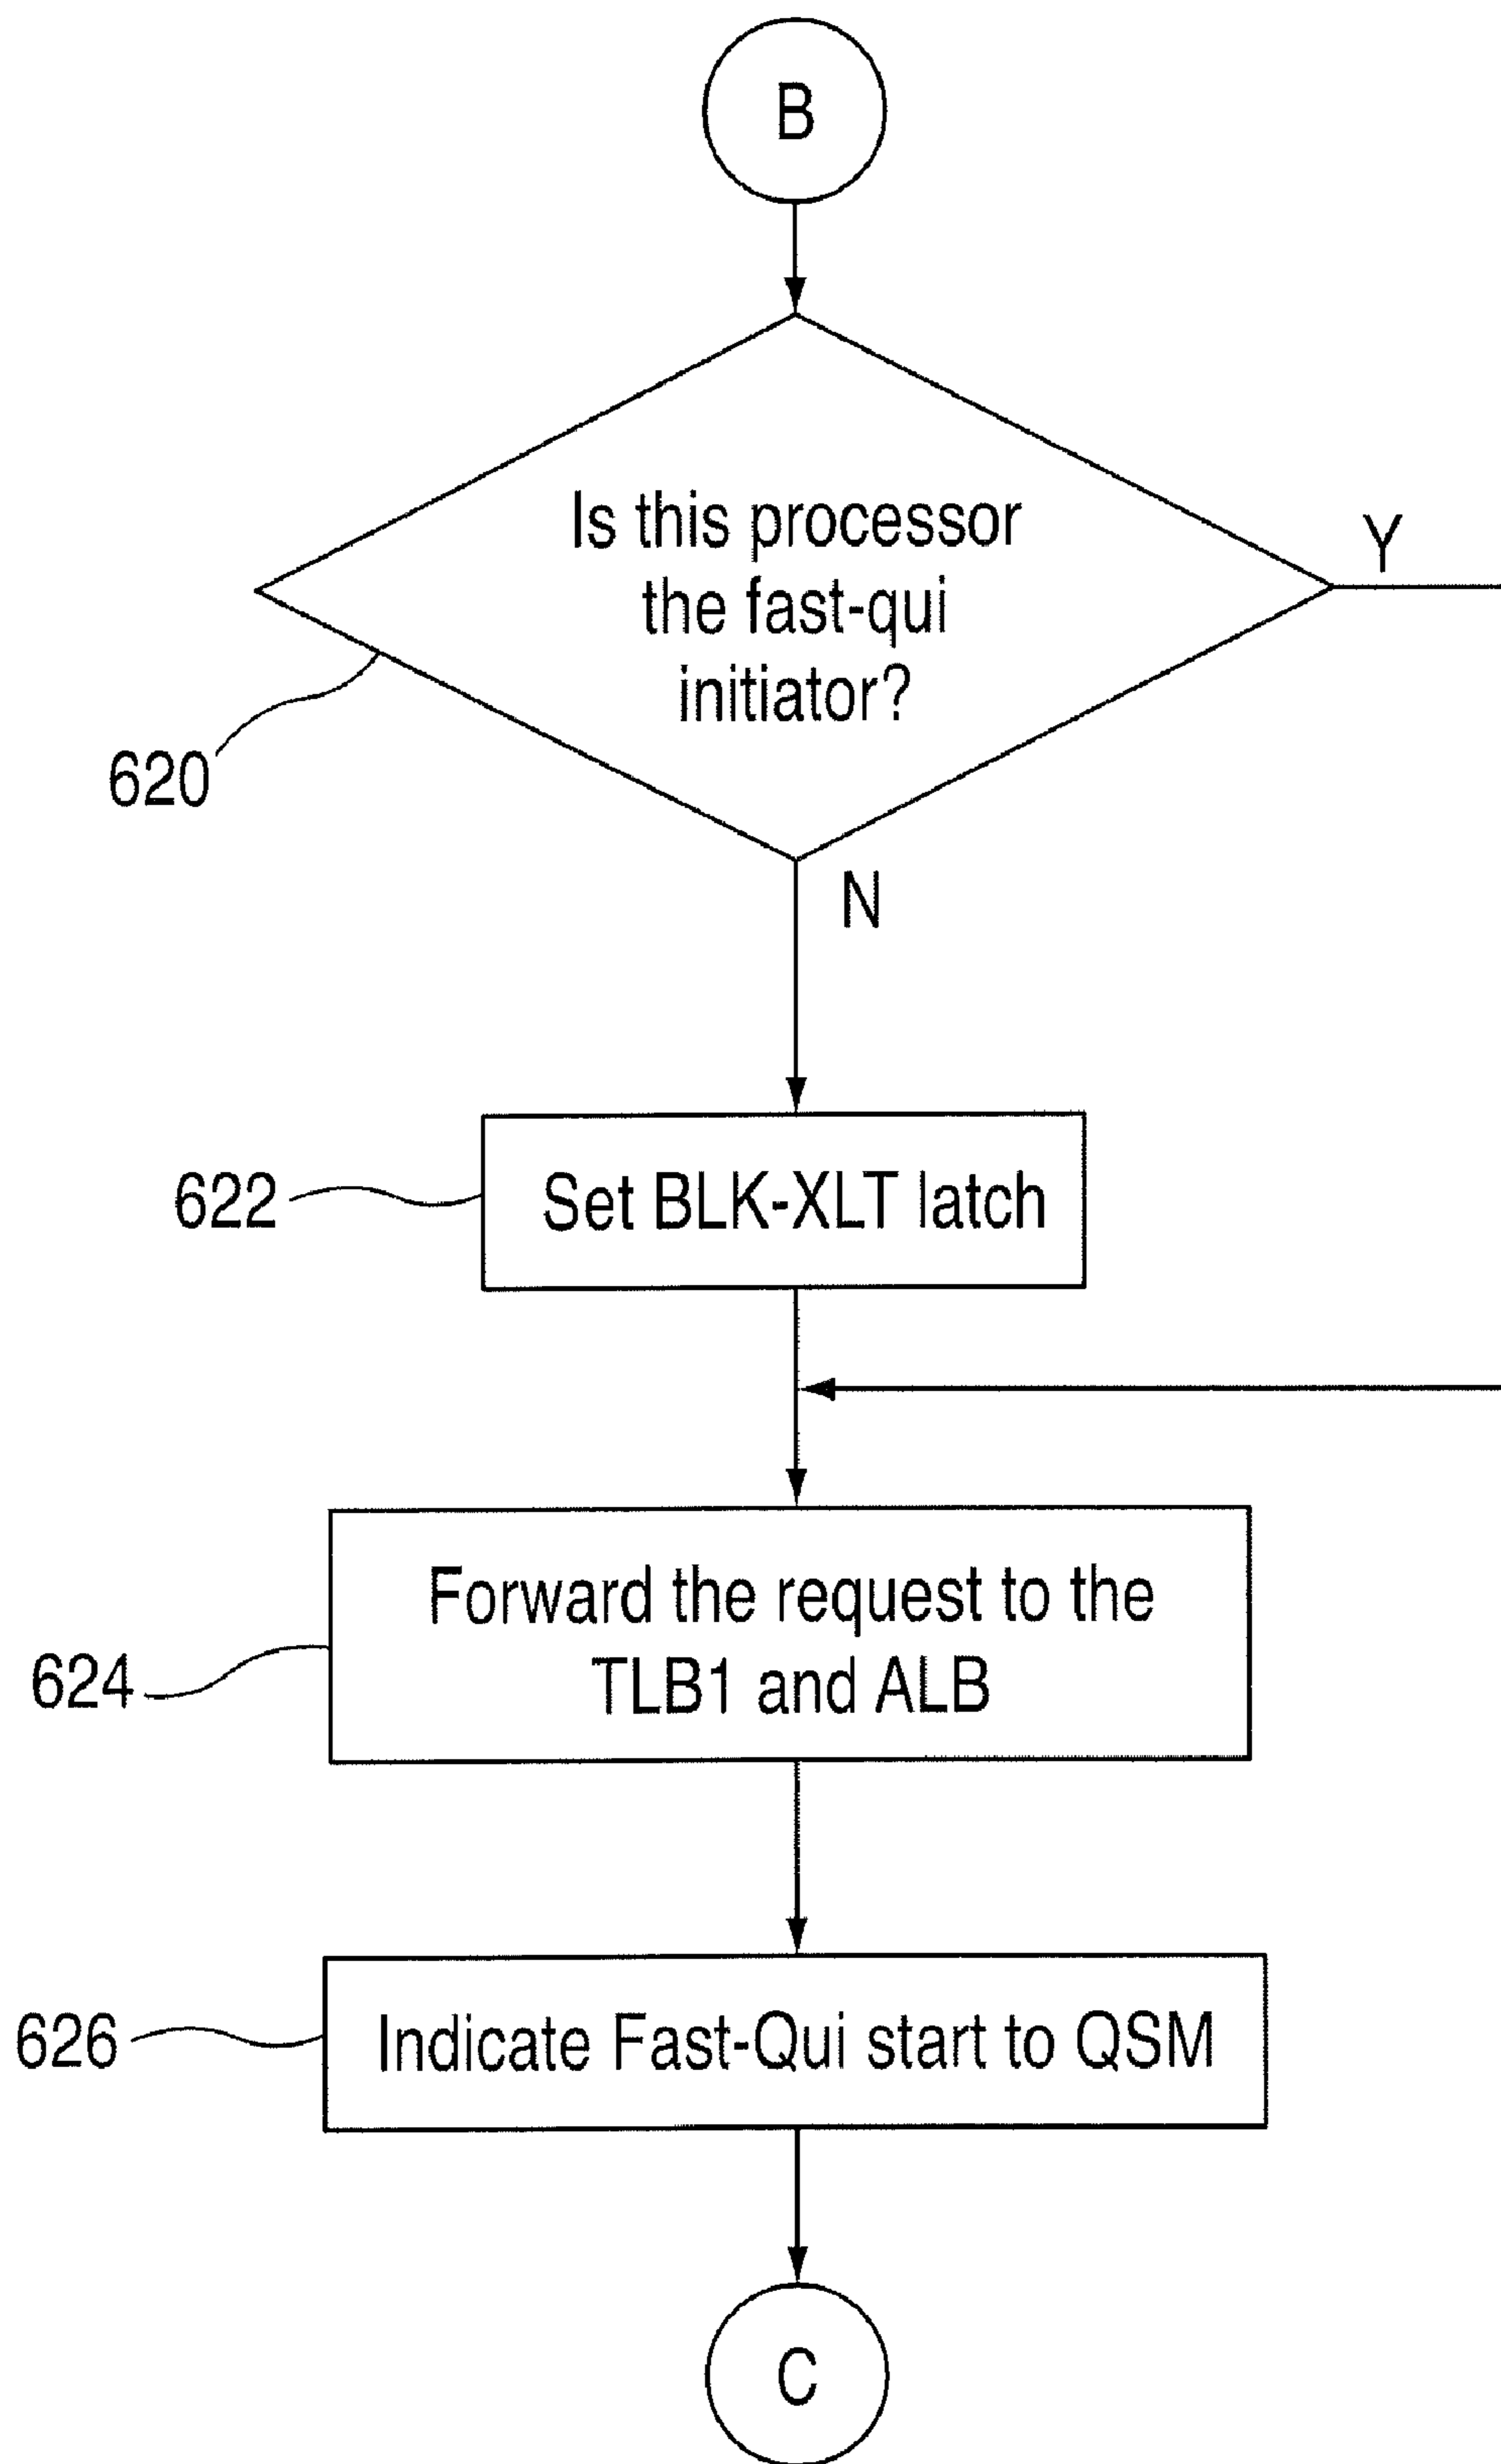 B
Is this processor
the fast-qui
initiator?
Y
620
N
622
Set BLK-XLT latch
Forward the request to the
TLB1 and ALB
624
Indicate Fast-Qui start to QSM
626
C